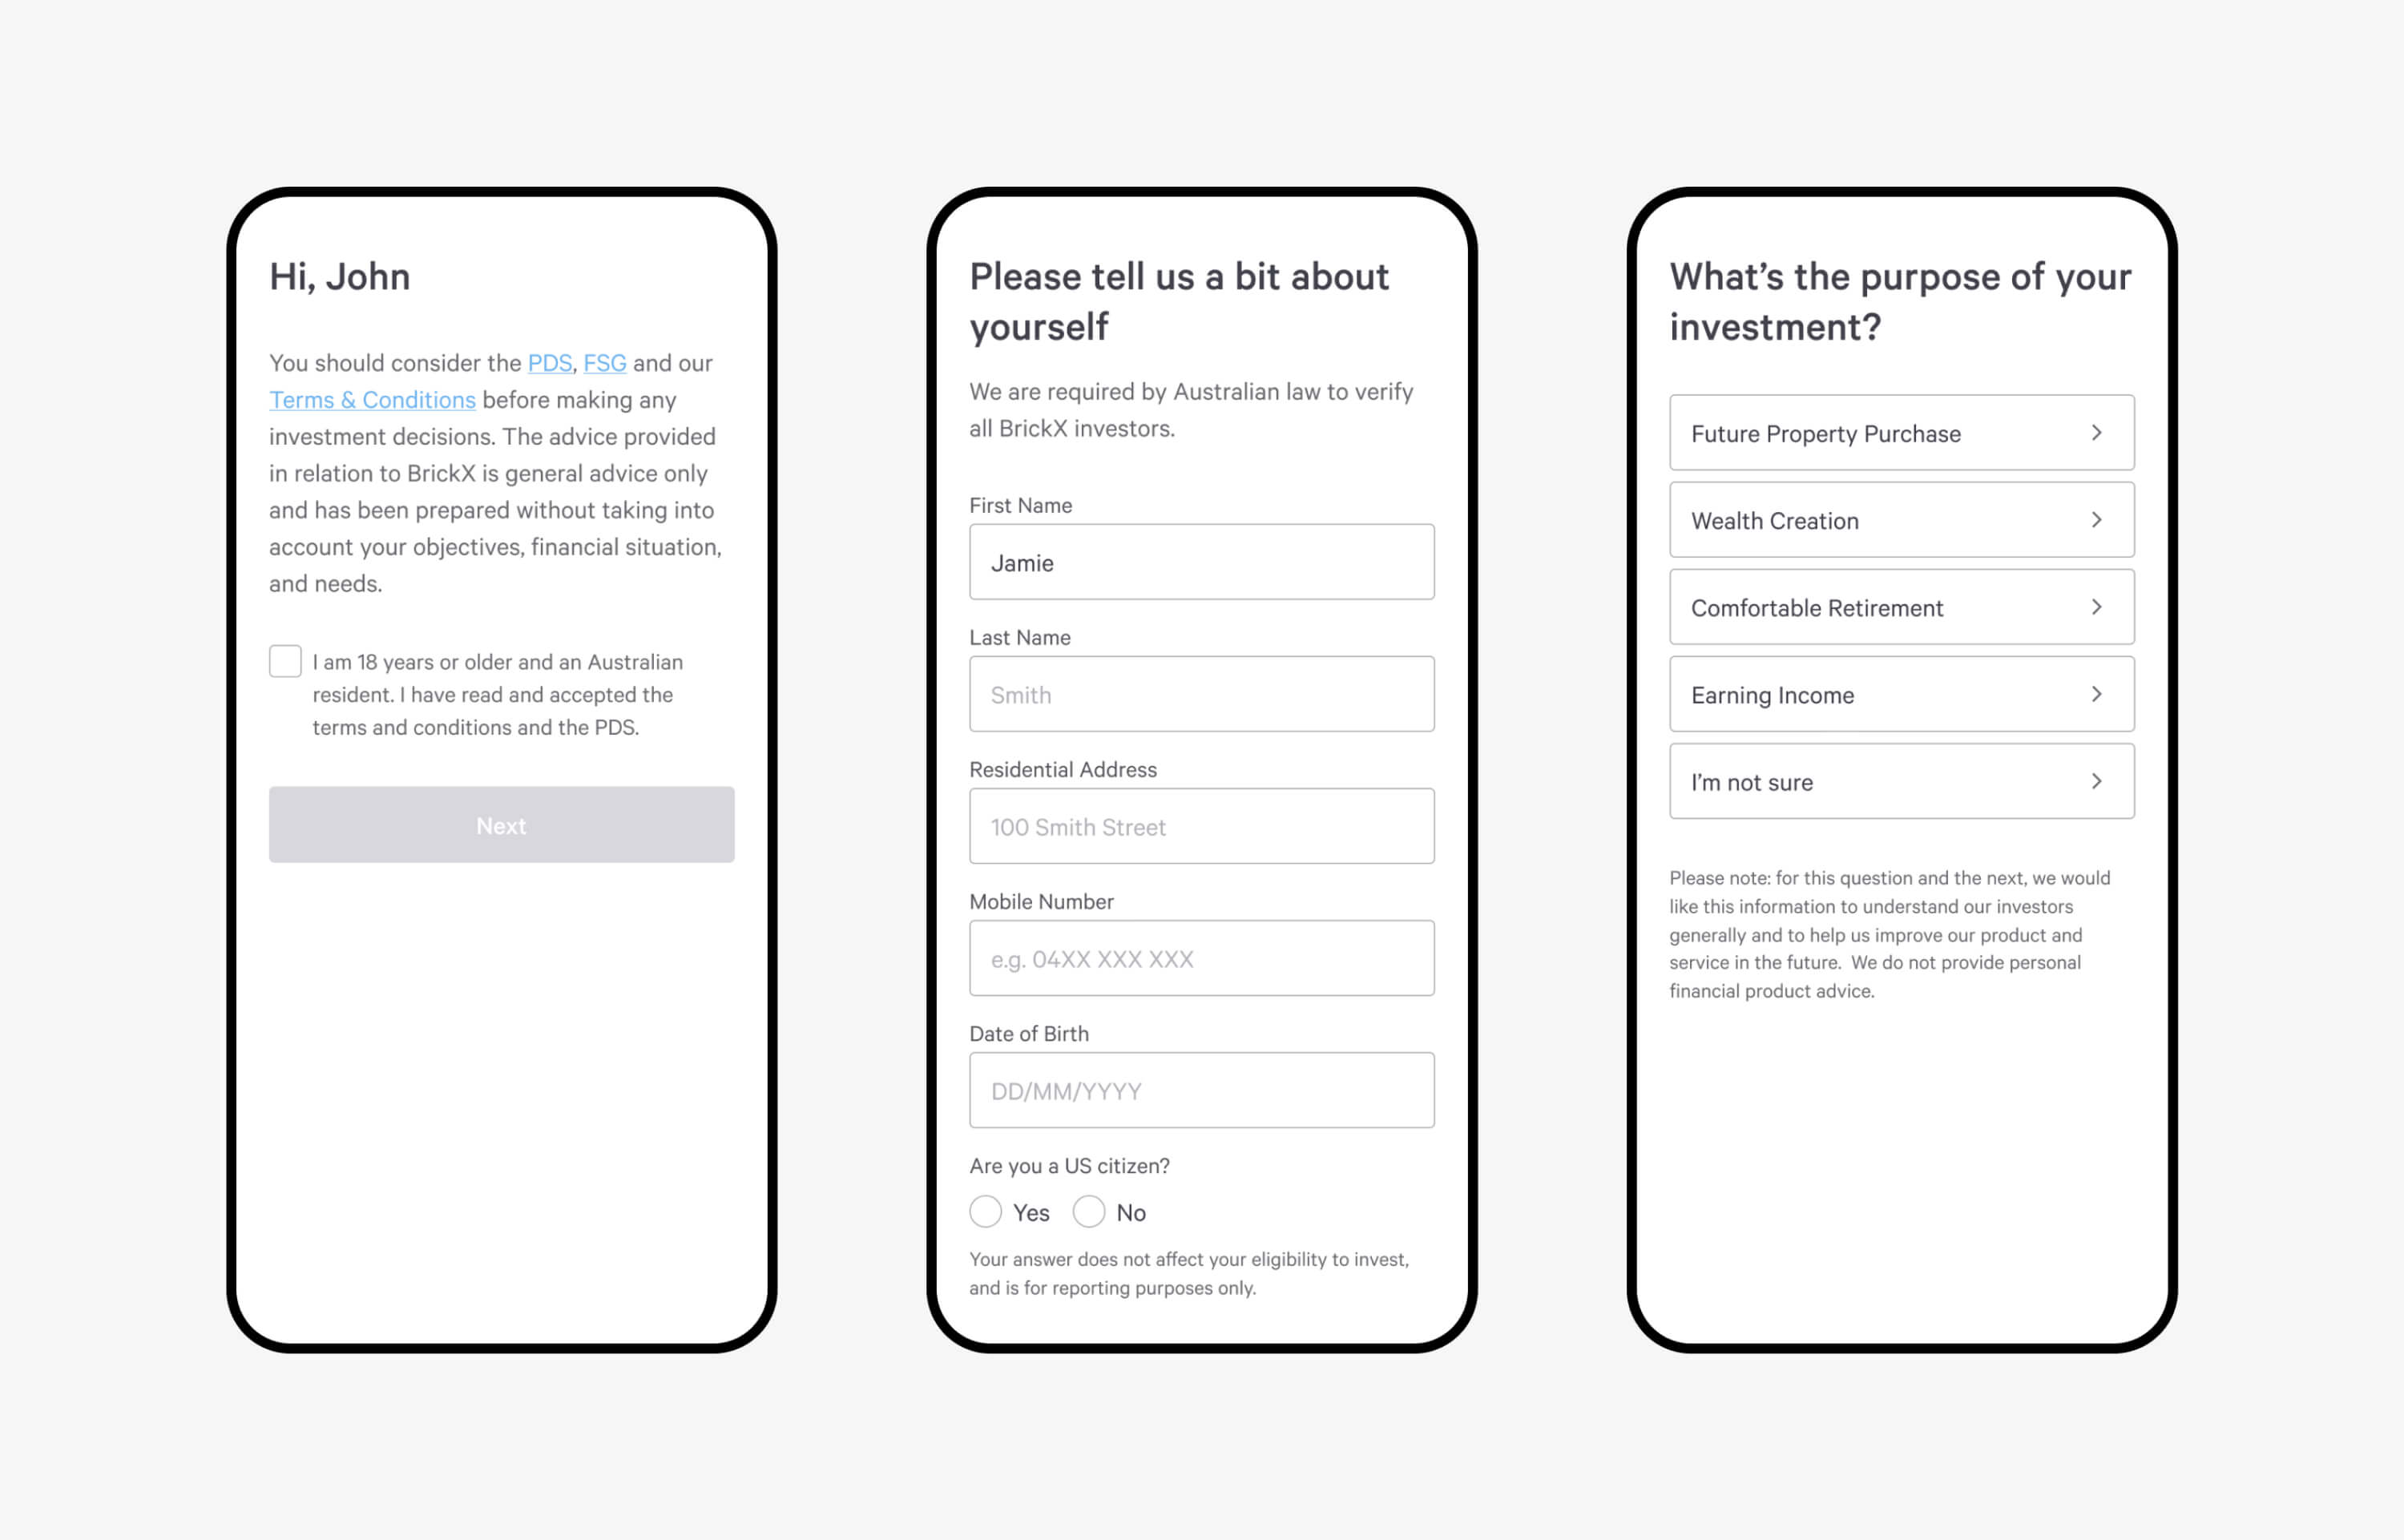 Hi, John
You should consider the PDS, FSG and our
Terms & Conditions before making any
investment decisions. The advice provided
in relation to BrickX is general advice only
and has been prepared without taking into
account your objectives, financial situation,
and needs.
I am 18 years or older and an Australian
resident. I have read and accepted the
terms and conditions and the PDS.
Next
Please tell us a bit about
yourself
We are required by Australian law to verify
all BrickX investors.
First Name
Jamie
Last Name
Smith
Residential Address
100 Smith Street
Mobile Number
e.g. 04XX XXX XXX
Date of Birth
DD/MM/YYYY
Are you a US citizen?
Yes No
Your answer does not affect your eligibility to invest,
and is for reporting purposes only.
What’s the purpose of your
investment?
Future Property Purchase
Wealth Creation
Comfortable Retirement
Earning Income
I’m not sure
Please note: for this question and the next, we would
like this information to understand our investors
generally and to help us improve our product and
service in the future.  We do not provide personal
financial product advice.